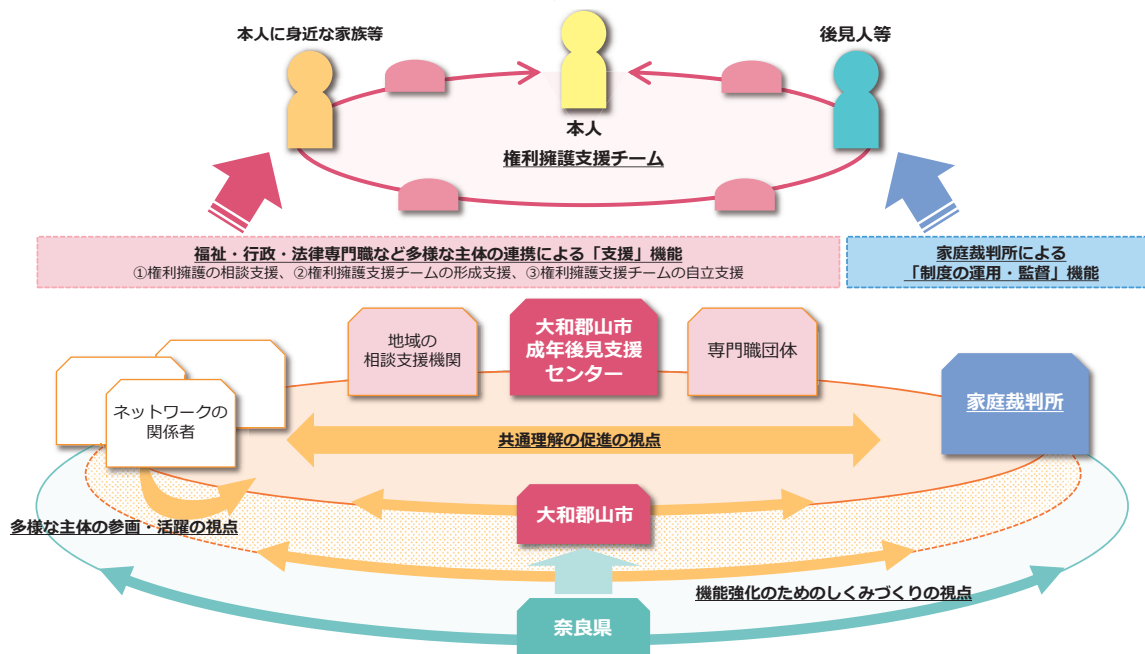 本人に身近な家族等
後見人等
本人
権利擁護支援チーム
福祉・行政・法律専門職など多様な主体の連携による「支援」機能
①権利擁護の相談支援、②権利擁護支援チームの形成支援、③権利擁護支援チームの自立支援
家庭裁判所による
「制度の運用・監督」機能
地域の
相談支援機関
大和郡山市
成年後見支援
センター
専門職団体
ネットワークの
関係者
家庭裁判所
共通理解の促進の視点
大和郡山市
多様な主体の参画・活躍の視点
機能強化のためのしくみづくりの視点
奈良県